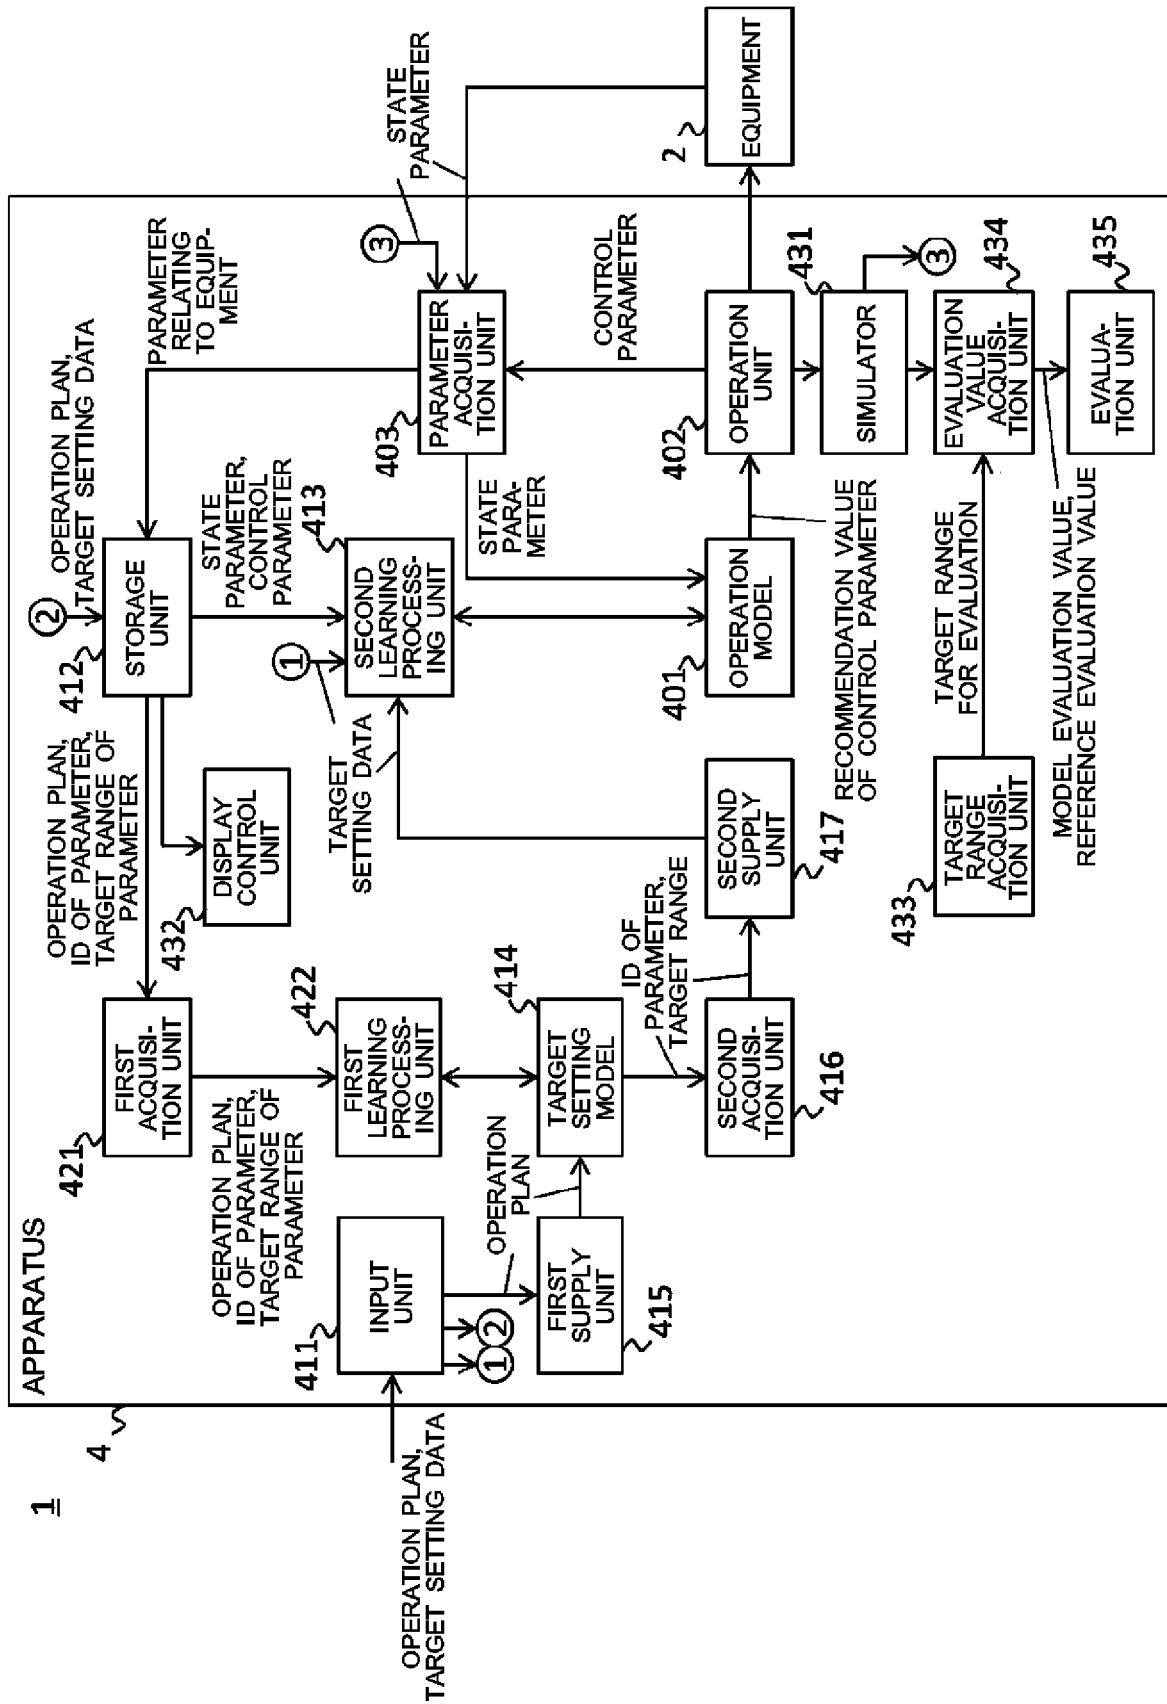 1
4
APPARATUS
OPERATION PLAN,
TARGET SETTING DATA
411
INPUT
UNIT
1
2
OPERATION
PLAN
FIRST
SUPPLY
UNIT
415
421
FIRST
ACQUISI-
TION UNIT
OPERATION PLAN,
ID OF PARAMETER,
TARGET RANGE OF
PARAMETER
422
FIRST
LEARNING
PROCESS-
ING UNIT
414
TARGET
SETTING
MODEL
ID OF
PARAMETER,
TARGET RANGE
SECOND
ACQUISI-
TION UNIT
416
OPERATION PLAN,
ID OF PARAMETER,
TARGET RANGE OF
PARAMETER
432
DISPLAY
CONTROL
UNIT
TARGET
SETTING DATA
SECOND
SUPPLY
UNIT
417
433
TARGET
RANGE
ACQUISI-
TION UNIT
TARGET RANGE
FOR EVALUATION
2
OPERATION PLAN,
TARGET SETTING DATA
412
STORAGE
UNIT
STATE
PARAMETER,
CONTROL
PARAMETER
1
413
SECOND
LEARNING
PROCESS-
ING UNIT
STATE
PARA-
METER
401
OPERATION
MODEL
RECOMMENDATION VALUE
OF CONTROL PARAMETER
PARAMETER
RELATING
TO EQUIP-
MENT
403
PARAMETER
ACQUISI-
TION UNIT
3
STATE
PARAMETER
CONTROL
PARAMETER
402
OPERATION
UNIT
431
SIMULATOR
3
434
EVALUATION
VALUE
ACQUISI-
TION UNIT
MODEL EVALUATION VALUE,
REFERENCE EVALUATION VALUE
435
EVALUA-
TION UNIT
2
EQUIPMENT